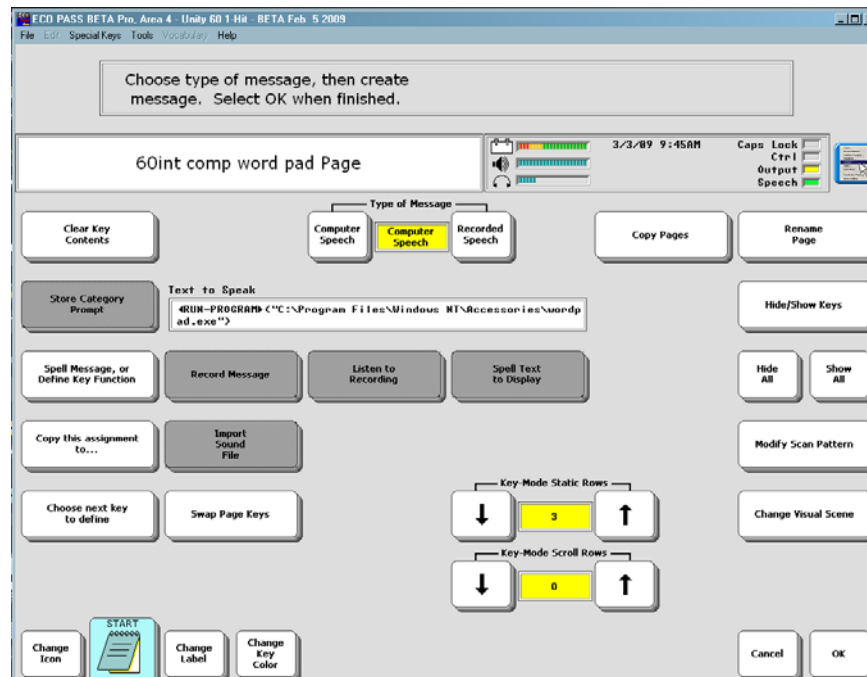 ECO PASS BETA Pro, Area 4 - Unity 60 1-Hit - BETA Feb 5 2009
File Edit Special Keys Tools Vocabulary Help
Choose type of message, then create
message. Select OK when finished.
60int comp word pad Page
3/3/09 9:45AM
Caps Lock
Ctrl
Output
Speech
Clear Key
Contents
Type of Message
Computer
Speech
Computer
Speech
Recorded
Speech
Copy Pages
Rename
Page
Store Category
Prompt
Text to Speak
◀RUN-PROGRAM▶("C:\Program Files\Windows NT\Accessories\wordp
ad.exe")
Hide/Show Keys
Spell Message, or
Define Key Function
Record Message
Listen to
Recording
Spell Text
to Display
Hide
All
Show
All
Copy this assignment
to...
Import
Sound
File
Modify Scan Pattern
Key-Mode Static Rows
Choose next key
to define
Swap Page Keys
↓
3
↑
Change Visual Scene
Key-Mode Scroll Rows
↓
0
↑
Change
Icon
START
Change
Label
Change
Key
Color
Cancel
OK